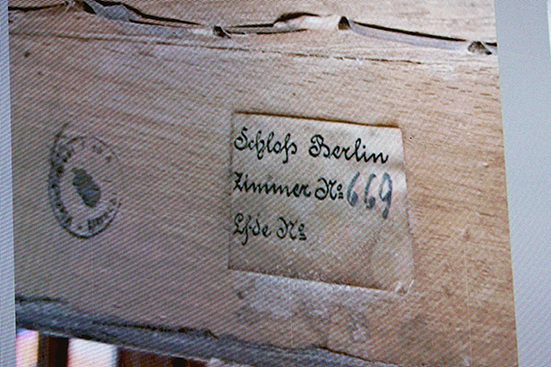 Schloß Berlin
Zimmer № 669
Lfde №